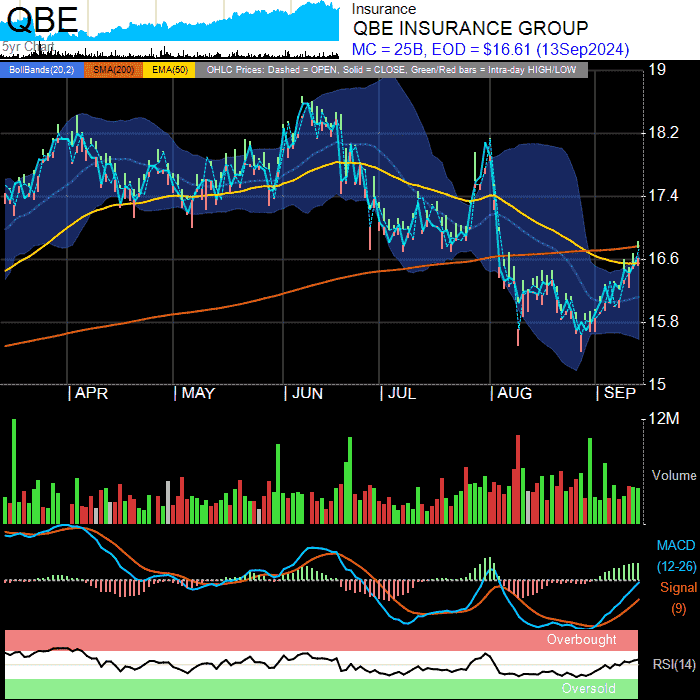 QBE
5yr Chart
Insurance
QBE INSURANCE GROUP
MC = 25B, EOD = $16.61 (13Sep2024)
BollBands(20,2) SMA(200) EMA(50) OHLC Prices: Dashed = OPEN, Solid = CLOSE, Green/Red bars = Intra-day HIGH/LOW
19
18.2
17.4
16.6
15.8
15
| APR | MAY | JUN | JUL | AUG | SEP
12M
Volume
MACD
(12-26)
Signal
(9)
Overbought
RSI(14)
Oversold